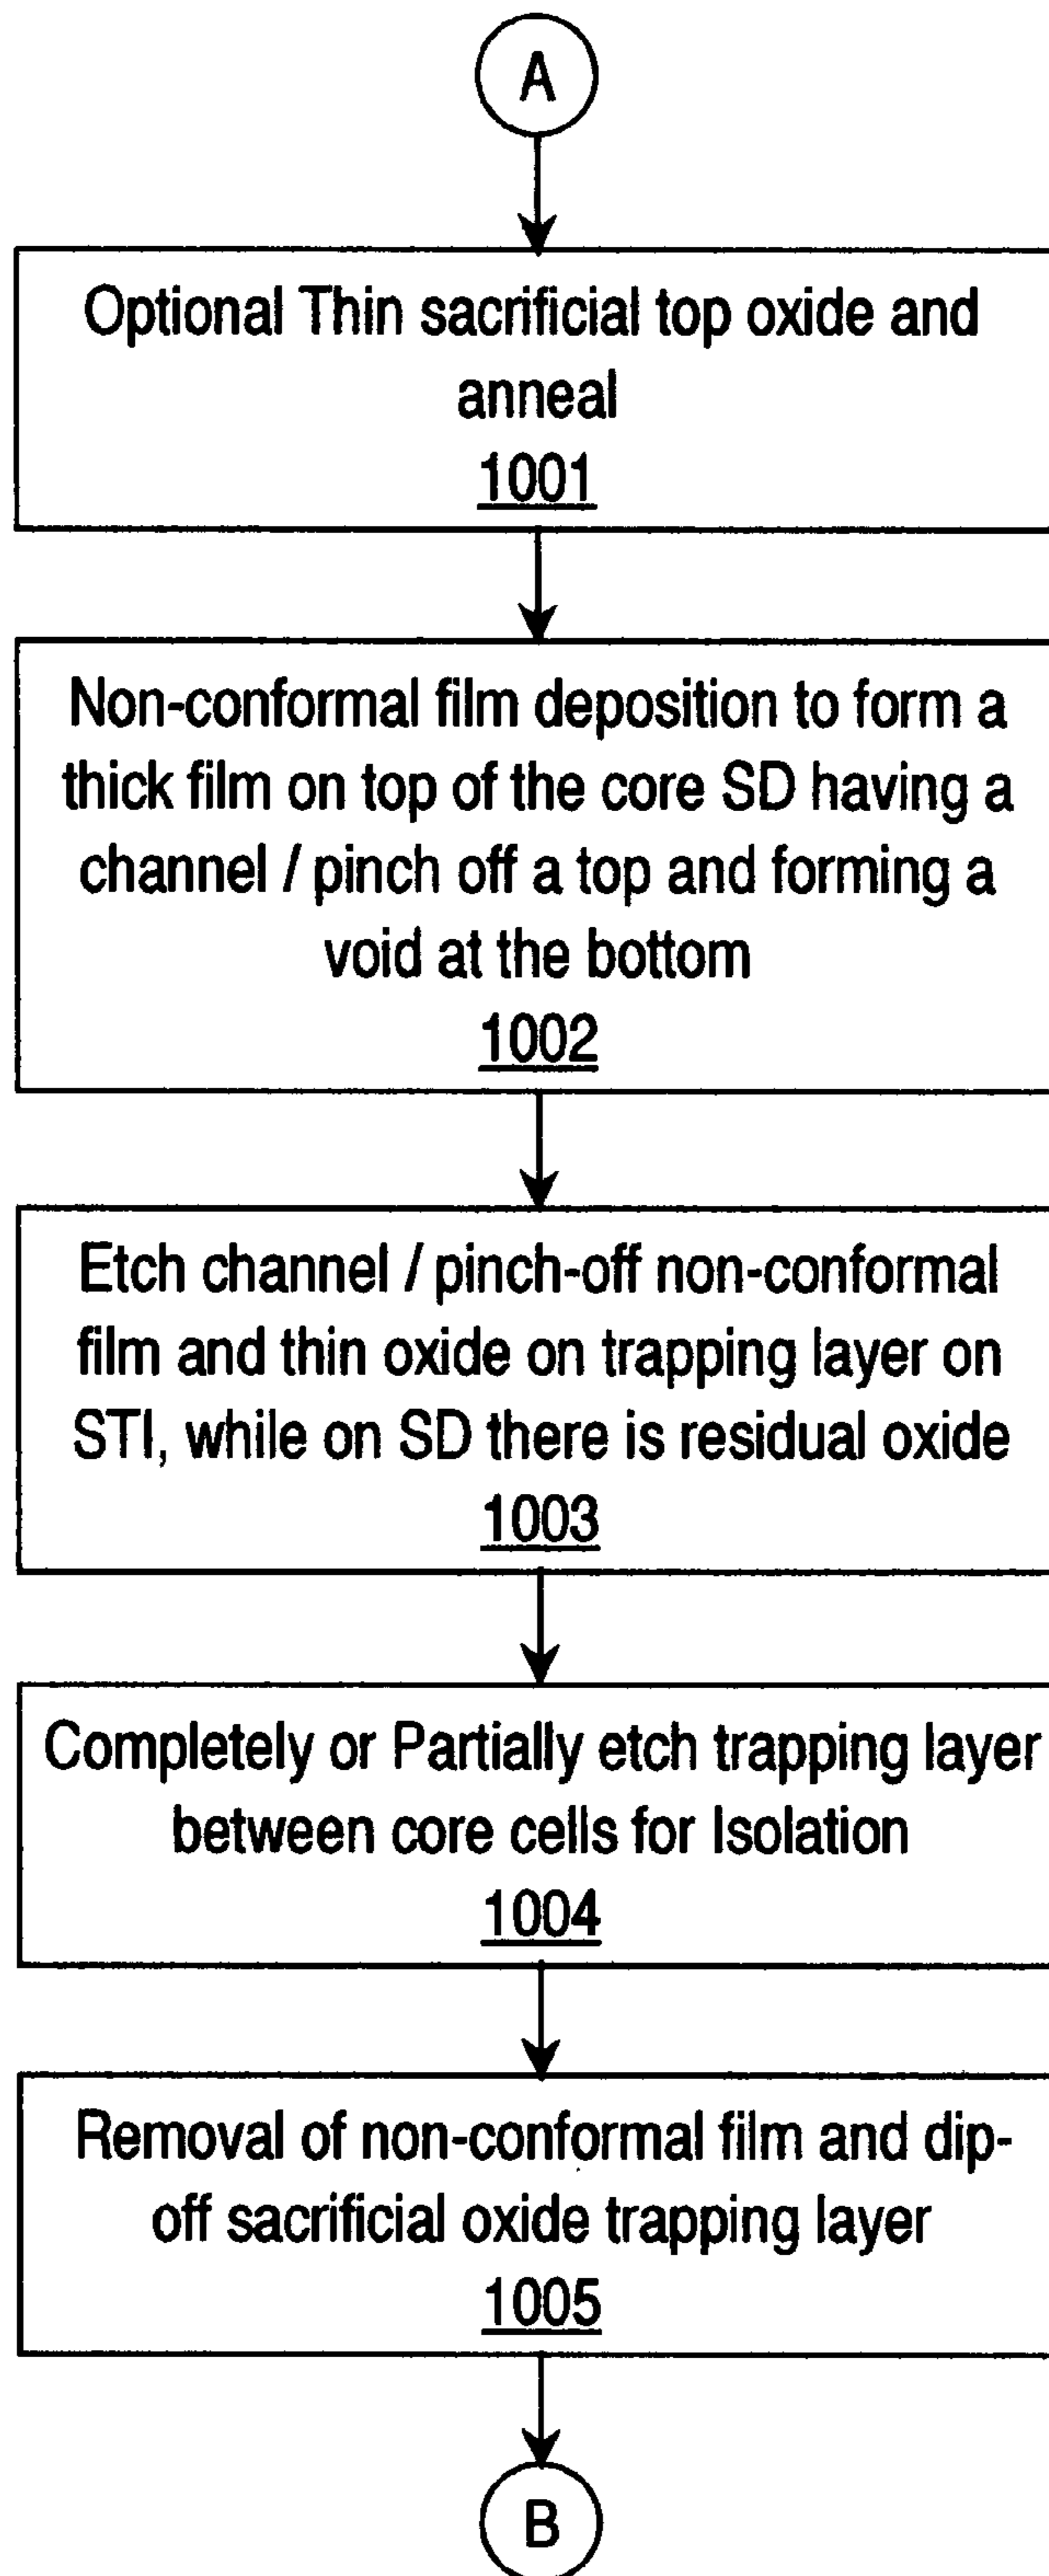 A
Optional Thin sacrificial top oxide and
anneal
1001
Non-conformal film deposition to form a
thick film on top of the core SD having a
channel / pinch off a top and forming a
void at the bottom
1002
Etch channel / pinch-off non-conformal
film and thin oxide on trapping layer on
STI, while on SD there is residual oxide
1003
Completely or Partially etch trapping layer
between core cells for Isolation
1004
Removal of non-conformal film and dip-
off sacrificial oxide trapping layer
1005
B